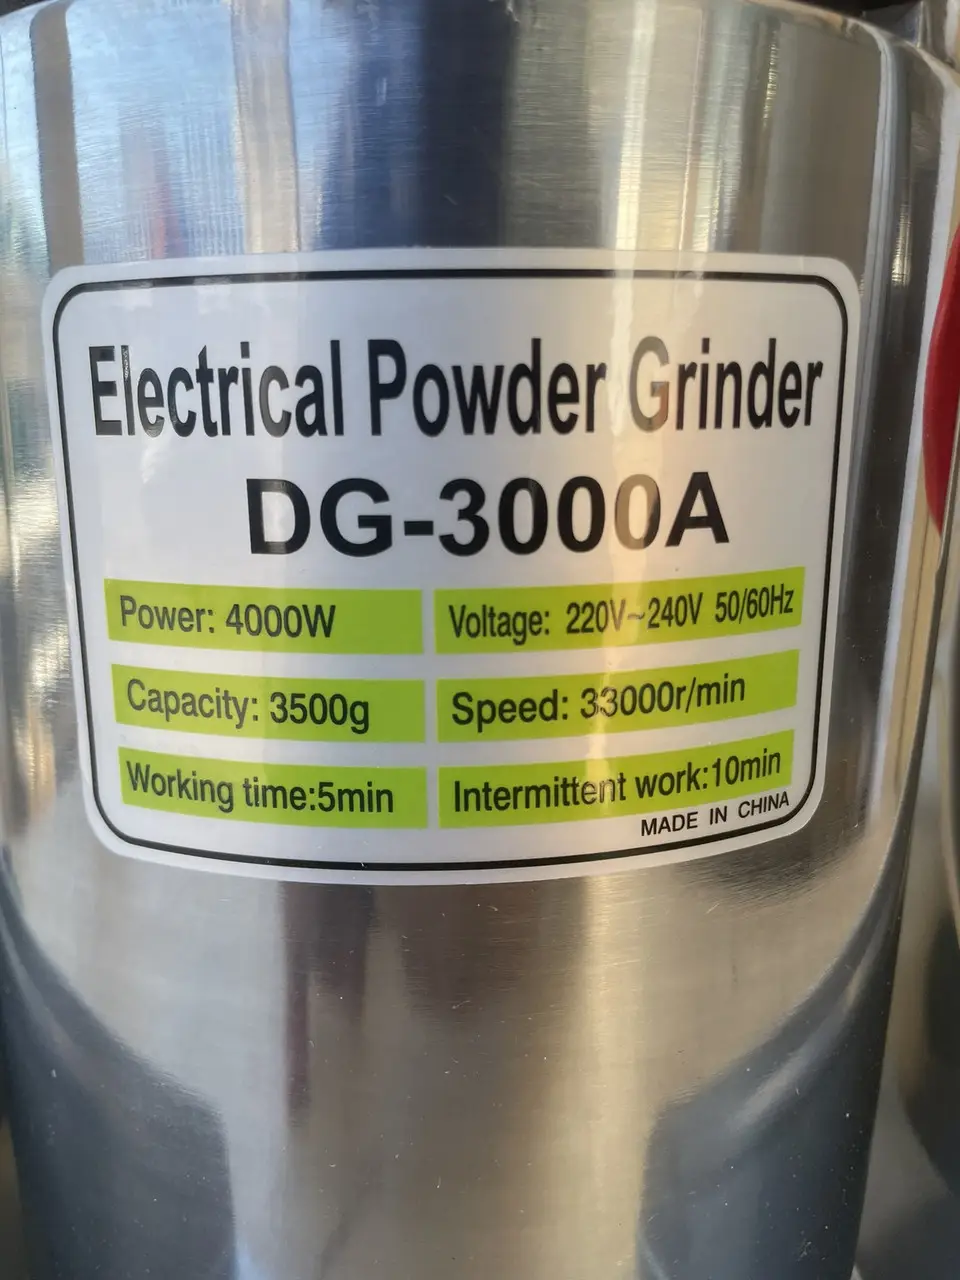 Electrical Powder Grinder
DG-3000A
Power: 4000W
Voltage: 220V~240V 50/60Hz
Capacity: 3500g
Speed: 33000r/min
Working time:5min
Intermittent work:10min
MADE IN CHINA